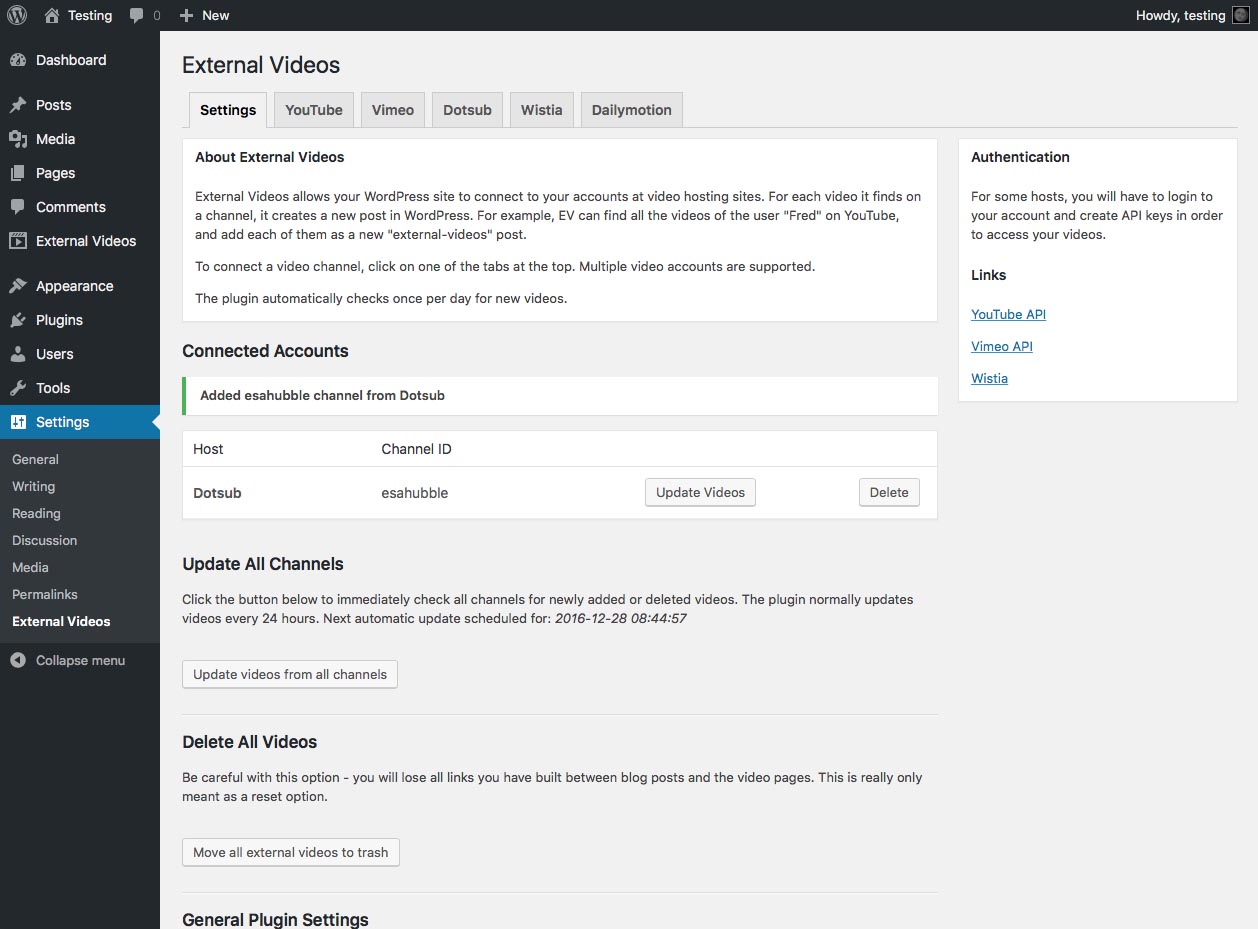 Testing 0 New Howdy, testing
Dashboard
Posts
Media
Pages
Comments
External Videos
Appearance
Plugins
Users
Tools
Settings
General
Writing
Reading
Discussion
Media
Permalinks
External Videos
Collapse menu
External Videos
Settings YouTube Vimeo Dotsub Wistia Dailymotion
About External Videos
External Videos allows your WordPress site to connect to your accounts at video hosting sites. For each video it finds on
a channel, it creates a new post in WordPress. For example, EV can find all the videos of the user "Fred" on YouTube,
and add each of them as a new "external-videos" post.
To connect a video channel, click on one of the tabs at the top. Multiple video accounts are supported.
The plugin automatically checks once per day for new videos.
Connected Accounts
Added esahubble channel from Dotsub
Host Channel ID
Dotsub esahubble Update Videos Delete
Update All Channels
Click the button below to immediately check all channels for newly added or deleted videos. The plugin normally updates
videos every 24 hours. Next automatic update scheduled for: 2016-12-28 08:44:57
Update videos from all channels
Delete All Videos
Be careful with this option - you will lose all links you have built between blog posts and the video pages. This is really only
meant as a reset option.
Move all external videos to trash
General Plugin Settings
Authentication
For some hosts, you will have to login to
your account and create API keys in order
to access your videos.
Links
YouTube API
Vimeo API
Wistia